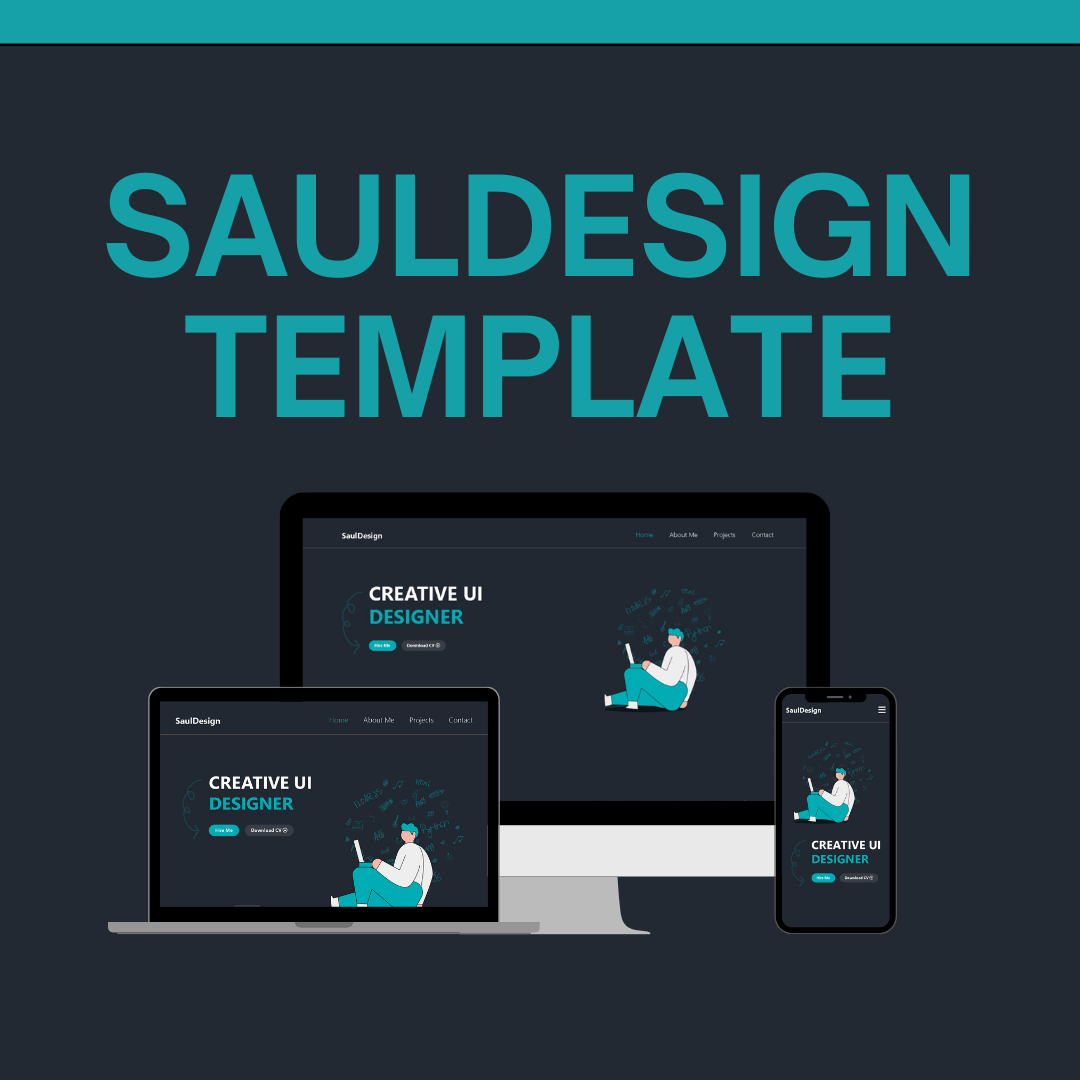 SAULDESIGN
TEMPLATE
SaulDesign
Home About Me Projects Contact
CREATIVE UI
DESIGNER
Hire Me Download CV
SaulDesign
Home About Me Projects Contact
CREATIVE UI
DESIGNER
Hire Me Download CV
SaulDesign
CREATIVE UI
DESIGNER
Hire Me Download CV